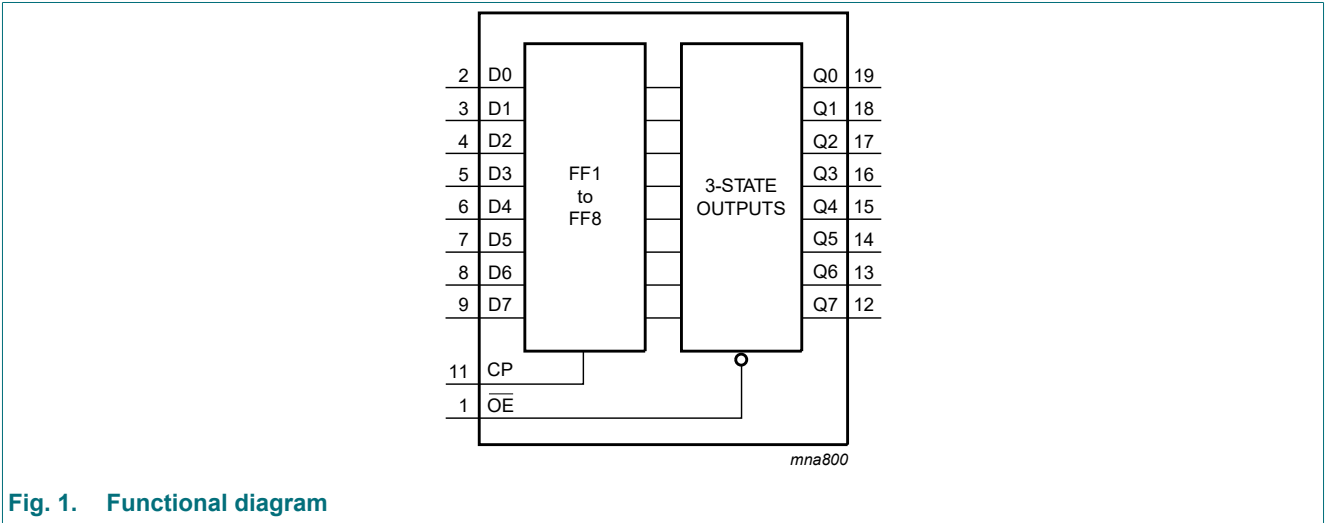 2 D0 Q0 19
3 D1 Q1 18
4 D2 Q2 17
5 D3 Q3 16
6 D4 Q4 15
7 D5 Q5 14
8 D6 Q6 13
9 D7 Q7 12
FF1
to
FF8
3-STATE
OUTPUTS
11 CP
1 O̅E̅
mna800
Fig. 1. Functional diagram